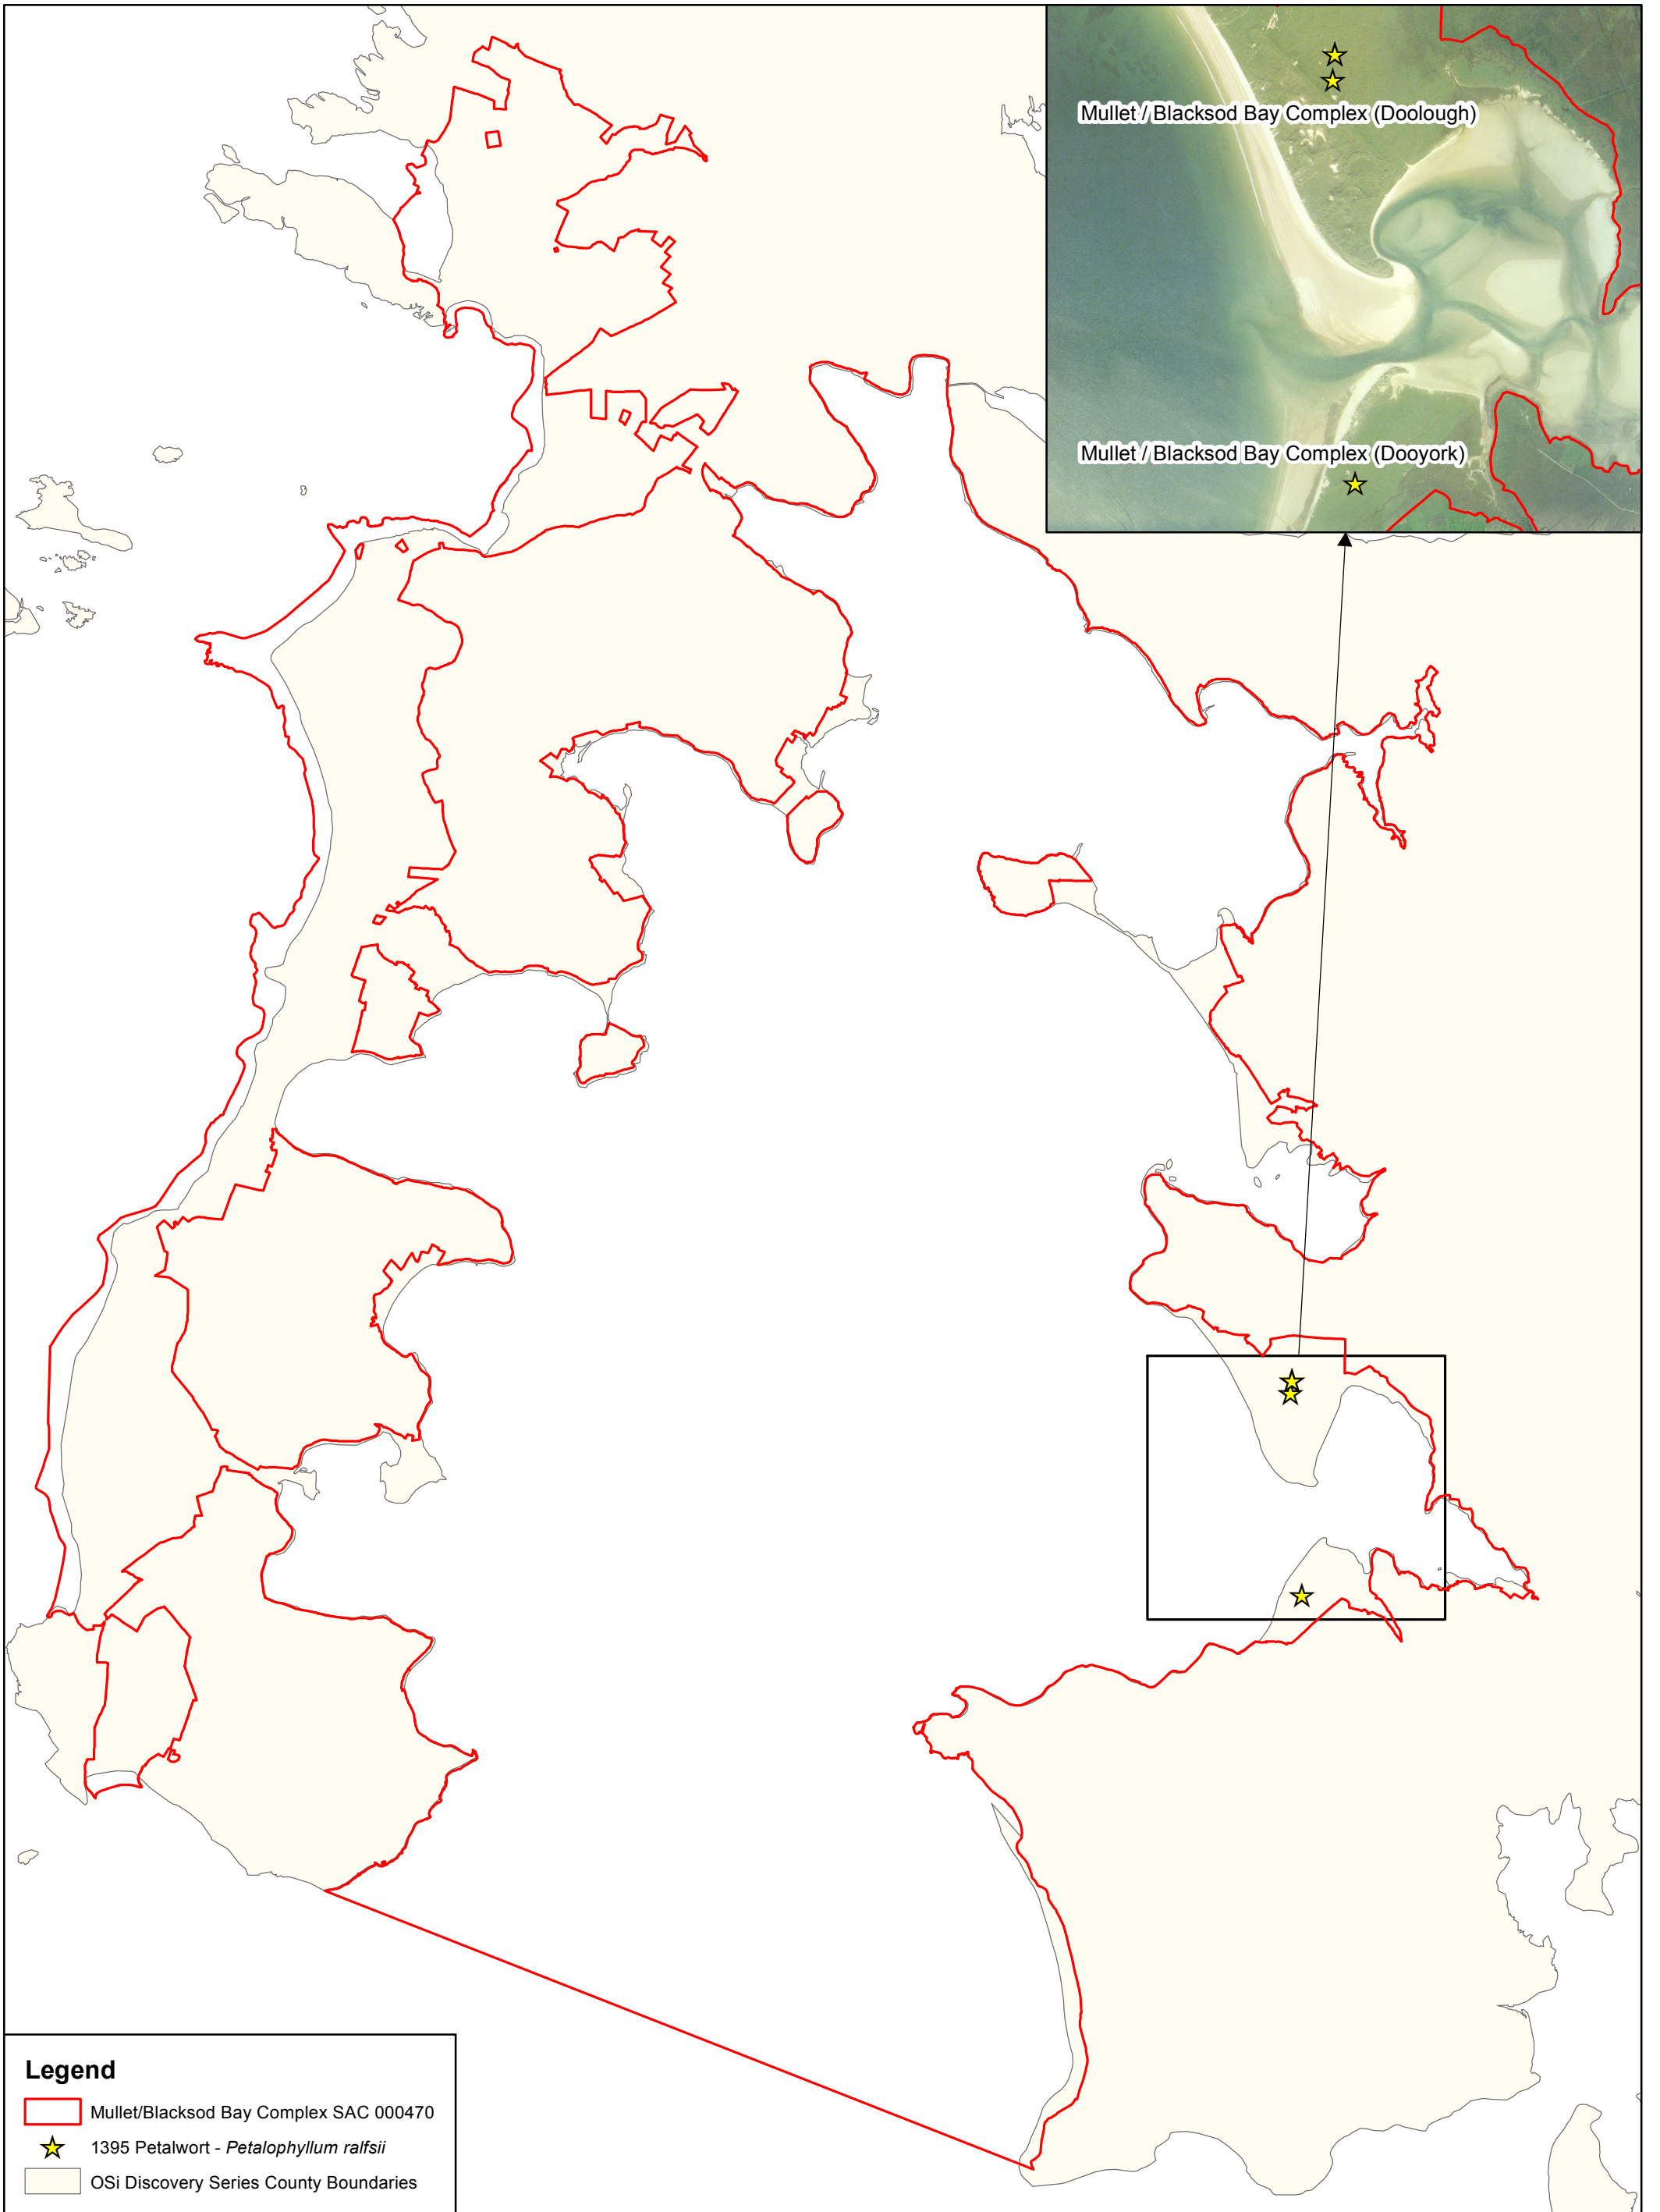 Mullet / Blacksod Bay Complex (Doolough)
Mullet / Blacksod Bay Complex (Dooyork)
Legend
Mullet/Blacksod Bay Complex SAC 000470
1395 Petalwort - Petalophyllum ralfsii
OSi Discovery Series County Boundaries